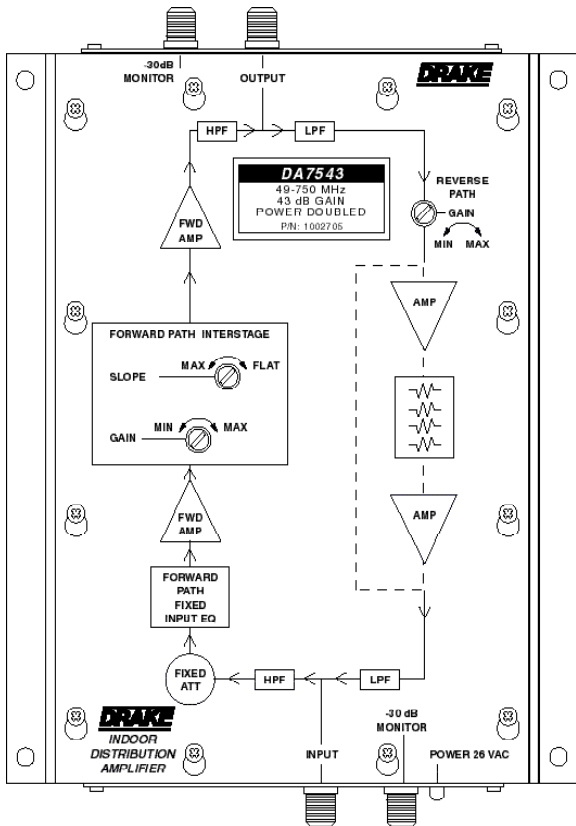 -30dB
MONITOR
OUTPUT
DRAKE
HPF
LPF
DA7543
49-750 MHz
43 dB GAIN
POWER DOUBLED
P/N: 1002705
REVERSE
PATH
GAIN
MIN MAX
FWD
AMP
AMP
FORWARD PATH INTERSTAGE
MAX FLAT
SLOPE
MIN MAX
GAIN
FWD
AMP
AMP
FORWARD
PATH
FIXED
INPUT EQ
FIXED
ATT
HPF
LPF
DRAKE
INDOOR
DISTRIBUTION
AMPLIFIER
INPUT
-30 dB
MONITOR
POWER 26 VAC